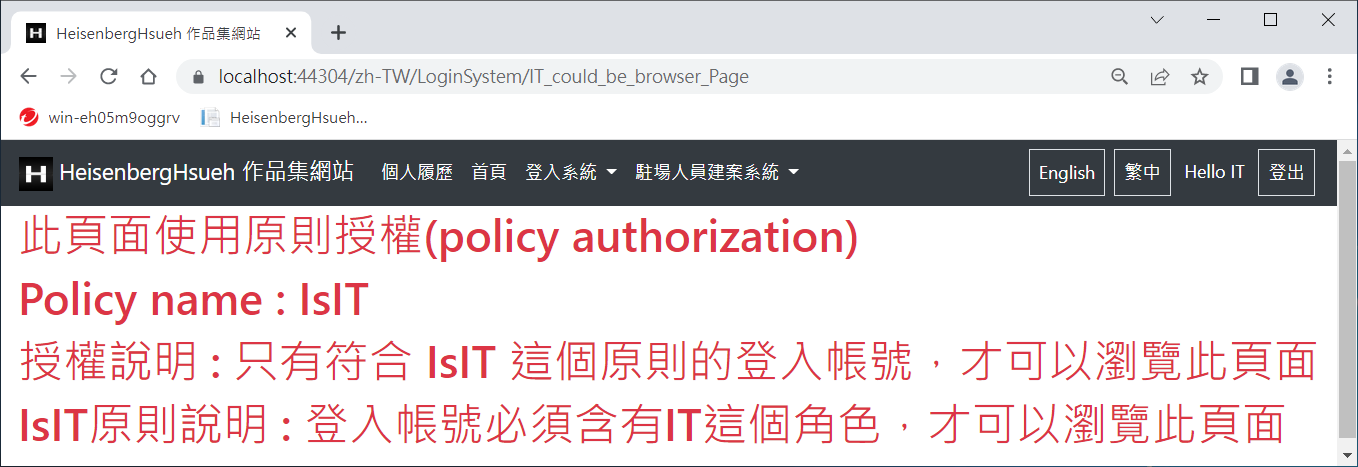 HeisenbergHsueh 作品集網站
localhost:44304/zh-TW/LoginSystem/IT_could_be_browser_Page
win-eh05m9oggrv HeisenbergHsueh...
H HeisenbergHsueh 作品集網站 個人履歷 首頁 登入系統 駐場人員建案系統 English 繁中 Hello IT 登出
此頁面使用原則授權(policy authorization)
Policy name : IsIT
授權說明 : 只有符合 IsIT 這個原則的登入帳號，才可以瀏覽此頁面
IsIT原則說明 : 登入帳號必須含有IT這個角色，才可以瀏覽此頁面